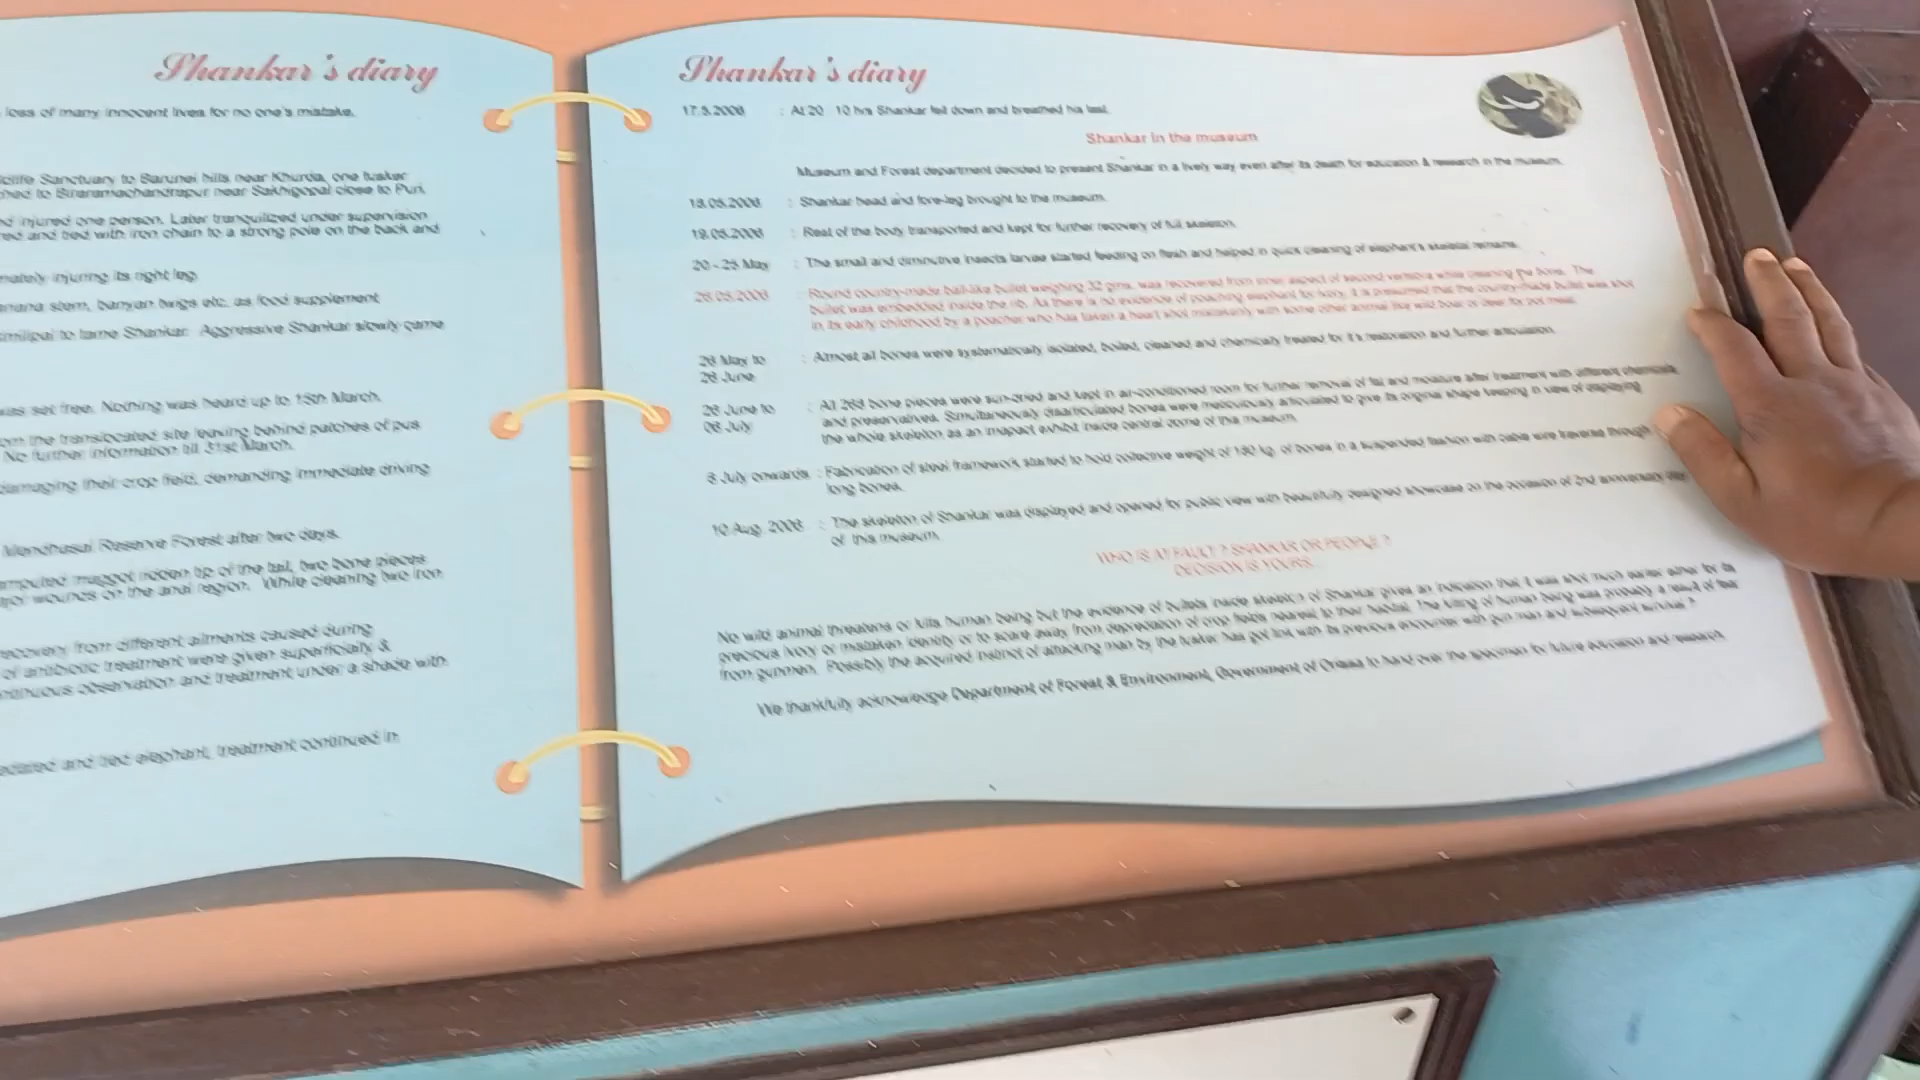 Shankar's diary
loss of many innocent lives for no one's mistake.
Sanctuary to Barunei hills near Khurda, one tusker
to Biraramachandrapur near Sakhigopal close to Puri.
injured one person. Later tranquilized under supervision
and tied with iron chain to a strong pole on the back and
injuring its right leg.
stem, banyan twigs etc. as food supplement
to tame Shankar. Aggressive Shankar slowly came
was set free. Nothing was heard up to 15th March.
the translocated site leaving behind patches of pus
No further information till 31st March.
damaging their crop field, demanding immediate driving
Reserve Forest after two days.
maggot ridden tip of the tail, two bone pieces
wounds on the anal region. While cleaning two iron
recovery from different ailments caused during
of antibiotic treatment were given superficially &
observation and treatment under a shade with
and tied elephant, treatment continued in
Shankar's diary
17.5.2006 : At 20 : 10 hrs Shankar fell down and breathed his last.
Shankar in the museum
Museum and Forest department decided to present Shankar in a lively way even after its death for education & research in the museum.
18.05.2006 : Shankar head and fore-leg brought to the museum.
19.05.2006 : Rest of the body transported and kept for further recovery of full skeleton.
20 - 25 May : The small and diminutive insects larvae started feeding on flesh and helped in quick cleaning of elephant's skeletal remains.
26.05.2006 : Round country-made ball-like bullet weighing 32 gms. was recovered from inner aspect of second vertebra while cleaning the bone. The
bullet was embedded inside the rib. As there is no evidence of poaching elephant for ivory, it is presumed that the country-made bullet was shot
in its early childhood by a poacher who has taken a heart shot mistakenly with some other animal like wild boar or deer for pot meat.
26 May to : Almost all bones were systematically isolated, boiled, cleaned and chemically treated for it's restoration and further articulation.
26 June
26 June to : All 263 bone pieces were sun-dried and kept in air-conditioned room for further removal of fat and moisture after treatment with different chemicals
06 July and preservatives. Simultaneously disarticulated bones were meticulously articulated to give its original shape keeping in view of displaying
the whole skeleton as an impact exhibit inside central dome of this museum.
6 July onwards : Fabrication of steel framework started to hold collective weight of 180 kg. of bones in a suspended fashion with cable wire traverse through
long bones.
10 Aug. 2006 : The skeleton of Shankar was displayed and opened for public view with beautifully designed showcase on the occasion of 2nd anniversary day
of this museum.
WHO IS AT FAULT ? SHANKAR OR PEOPLE ?
DECISION IS YOURS.
No wild animal threatens or kills human being but the evidence of bullets inside skeleton of Shankar gives an indication that it was shot much earlier either for its
precious ivory or mistaken identity or to scare away from depredation of crop fields nearest to their habitat. The killing of human being was probably a result of fear
from gunmen. Possibly the acquired instinct of attacking man by the tusker has got link with its previous encounter with gun man and subsequent survival ?
We thankfully acknowledge Department of Forest & Environment, Government of Orissa to hand over the specimen for future education and research.